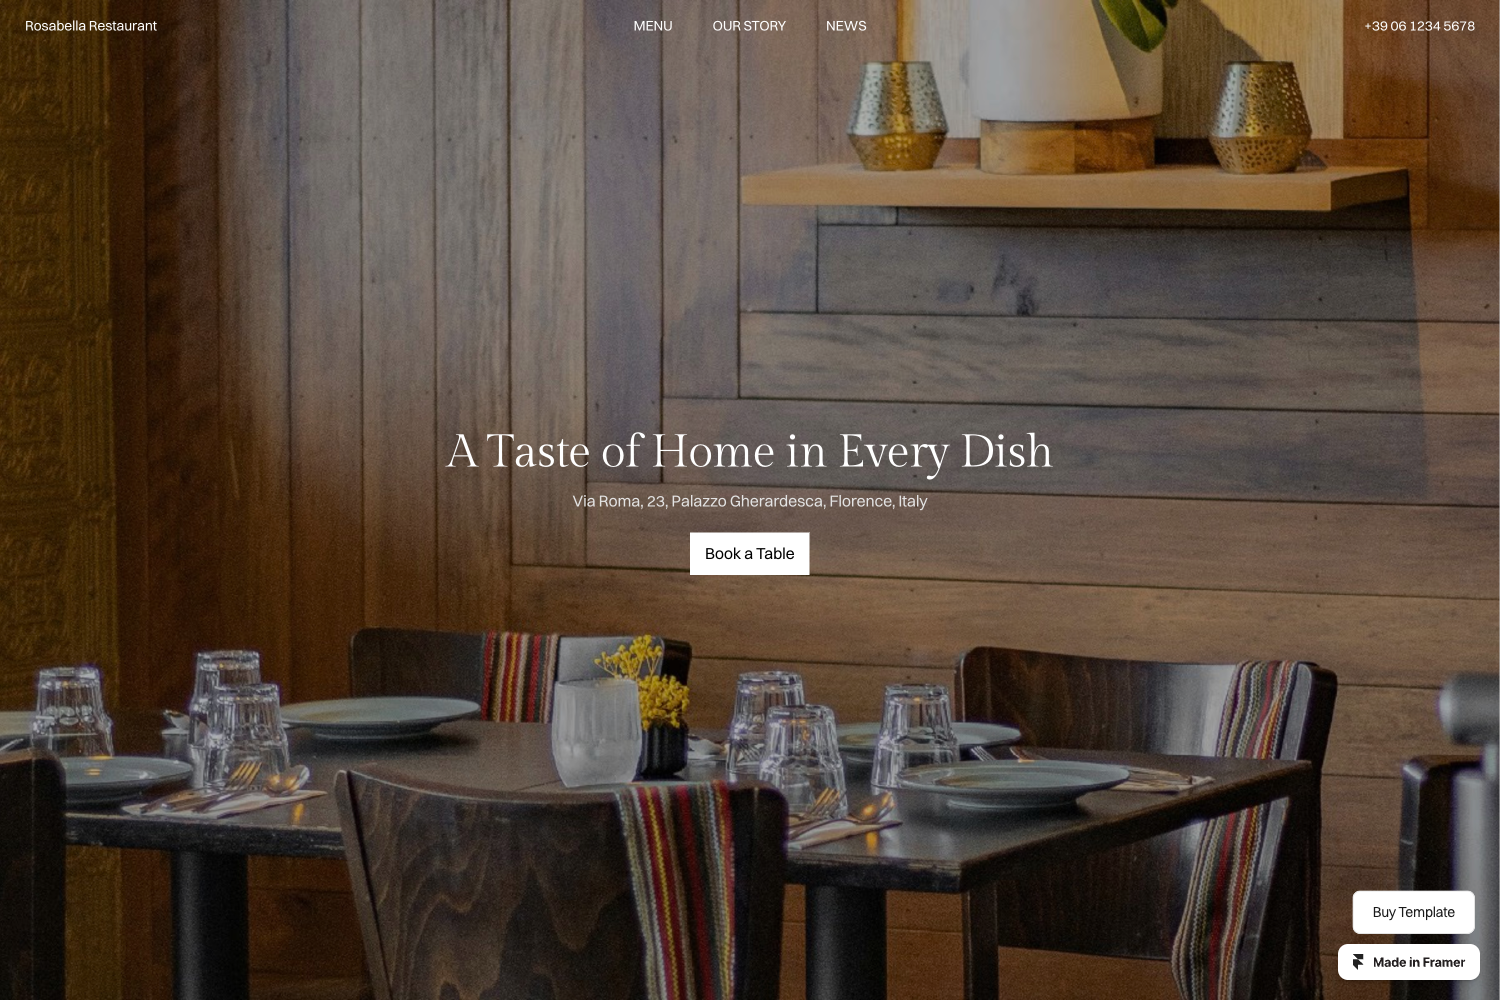 Rosabella Restaurant
MENU
OUR STORY
NEWS
+39 06 1234 5678
A Taste of Home in Every Dish
Via Roma, 23, Palazzo Gherardesca, Florence, Italy
Book a Table
Buy Template
Made in Framer